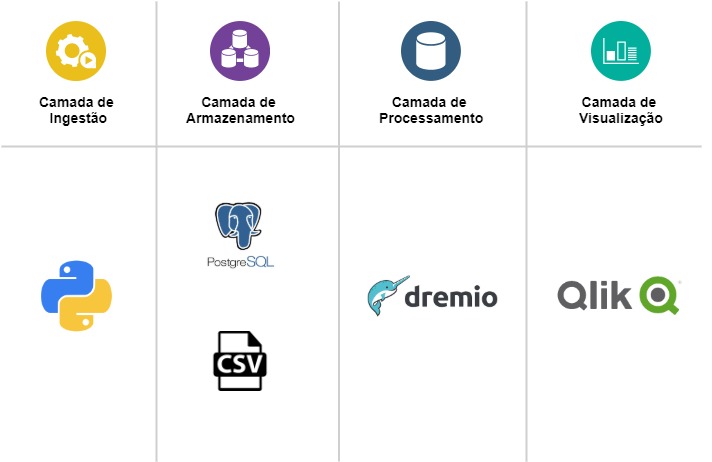 Camada de
Ingestão
Camada de
Armazenamento
Camada de
Processamento
Camada de
Visualização
PostgreSQL
CSV
dremio
Qlik